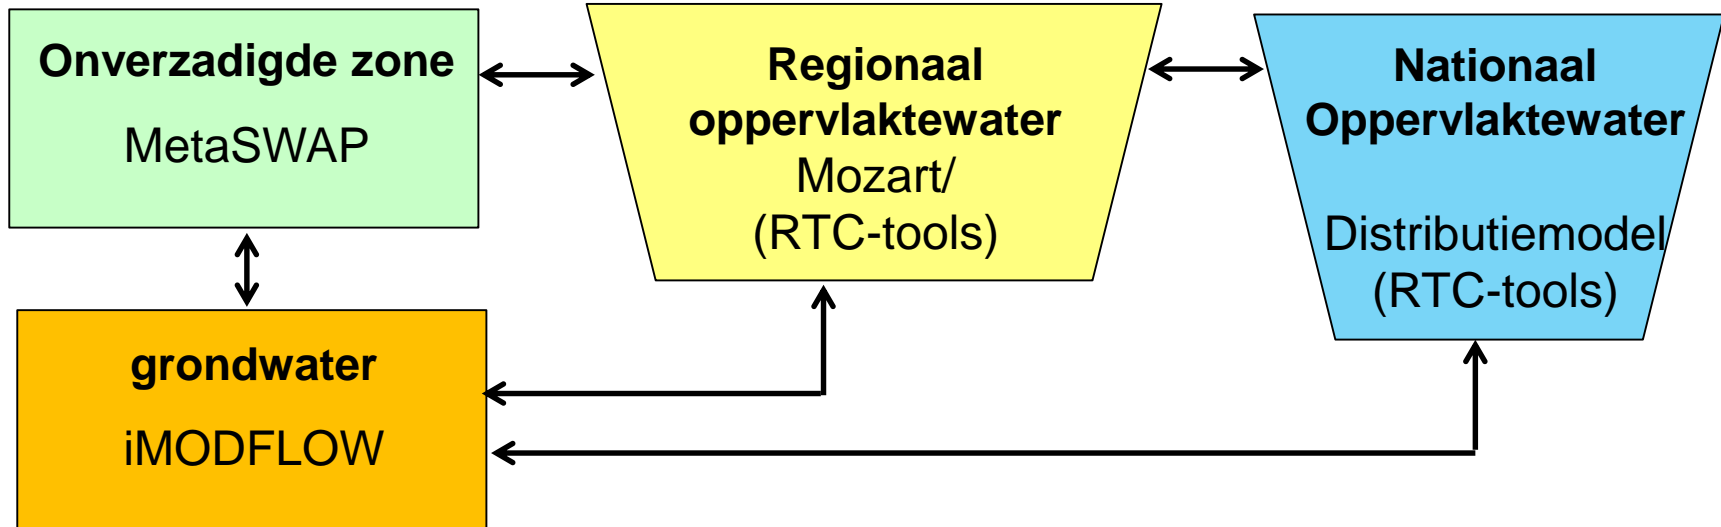 Onverzadigde zone
MetaSWAP
Regionaal
oppervlaktewater
Mozart/
(RTC-tools)
Nationaal
Oppervlaktewater
Distributiemodel
(RTC-tools)
grondwater
iMODFLOW